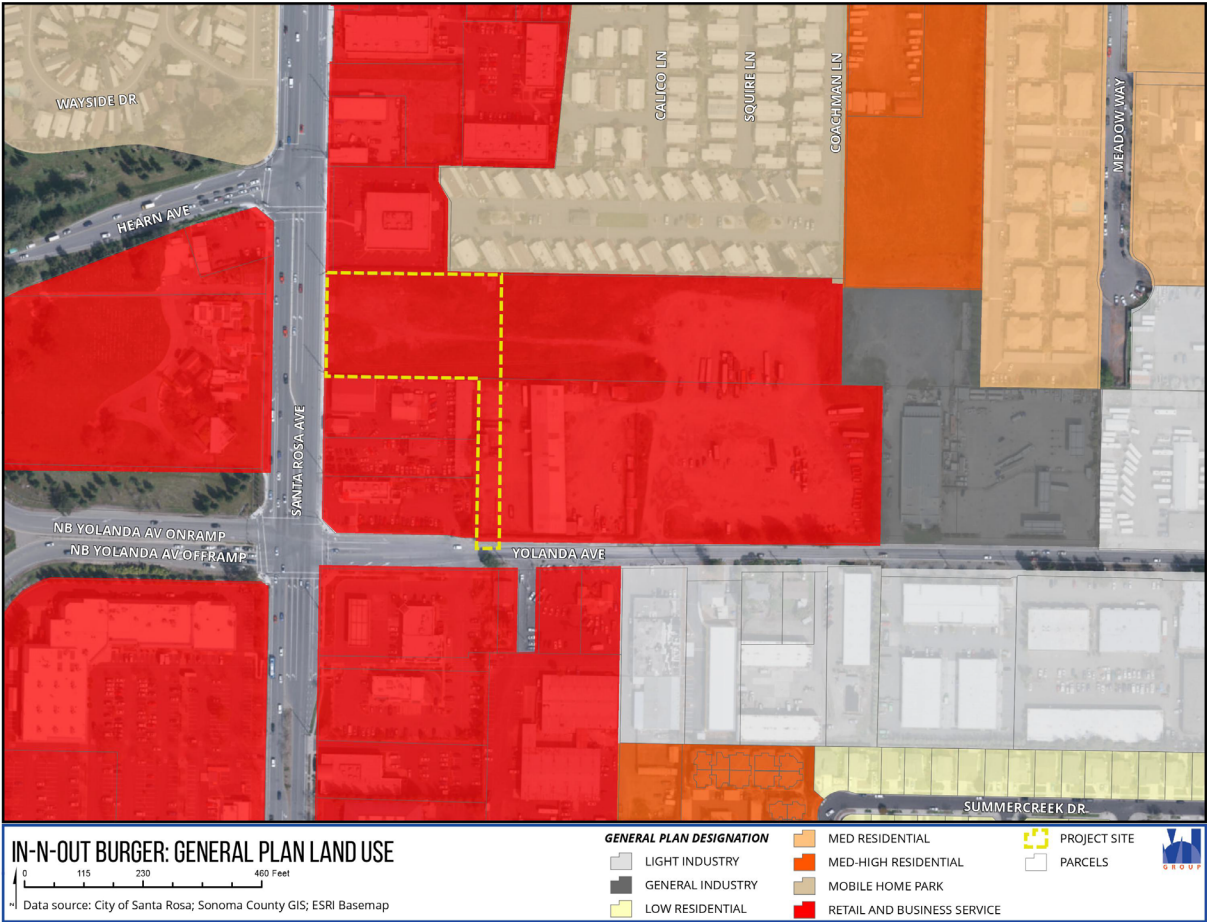 WAYSIDE DR
CALICO LN
SQUIRE LN
COACHMAN LN
MEADOW WAY
HEARN AVE
SANTA ROSA AVE
NB YOLANDA AV ONRAMP
NB YOLANDA AV OFFRAMP
YOLANDA AVE
SUMMERCREEK DR
IN-N-OUT BURGER: GENERAL PLAN LAND USE
0 115 230 460 Feet
N
Data source: City of Santa Rosa; Sonoma County GIS; ESRI Basemap
GENERAL PLAN DESIGNATION
LIGHT INDUSTRY
GENERAL INDUSTRY
LOW RESIDENTIAL
MED RESIDENTIAL
MED-HIGH RESIDENTIAL
MOBILE HOME PARK
RETAIL AND BUSINESS SERVICE
PROJECT SITE
PARCELS
GROUP